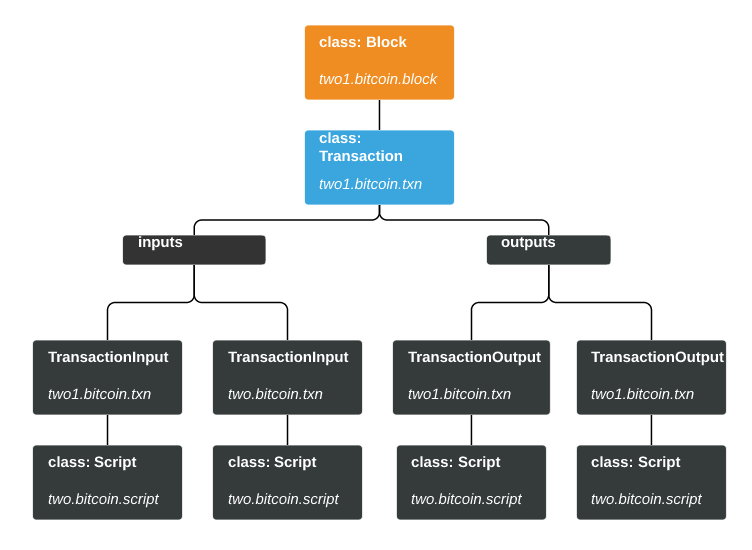 class: Block
two1.bitcoin.block
class:
Transaction
two1.bitcoin.txn
inputs
outputs
TransactionInput
two1.bitcoin.txn
TransactionInput
two.bitcoin.txn
TransactionOutput
two1.bitcoin.txn
TransactionOutput
two1.bitcoin.txn
class: Script
two.bitcoin.script
class: Script
two.bitcoin.script
class: Script
two.bitcoin.script
class: Script
two.bitcoin.script